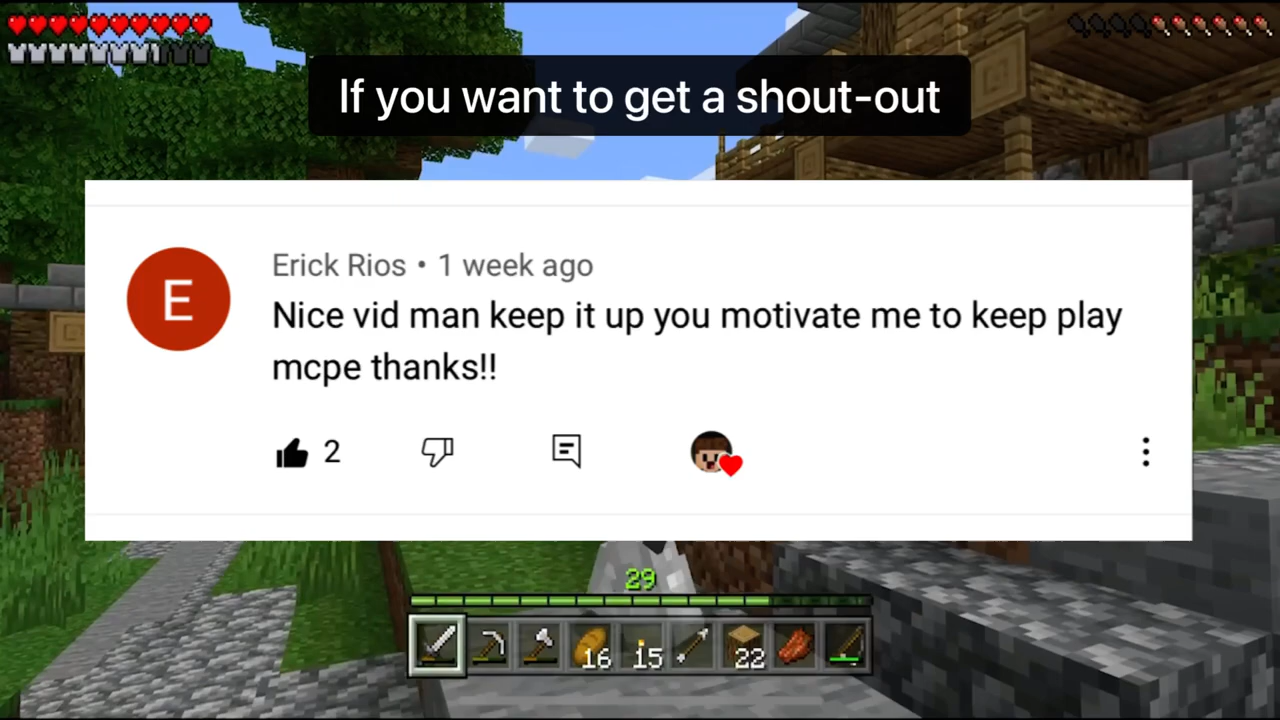 If you want to get a shout-out
E
Erick Rios • 1 week ago
Nice vid man keep it up you motivate me to keep play
mcpe thanks!!
2
29
16 15 22